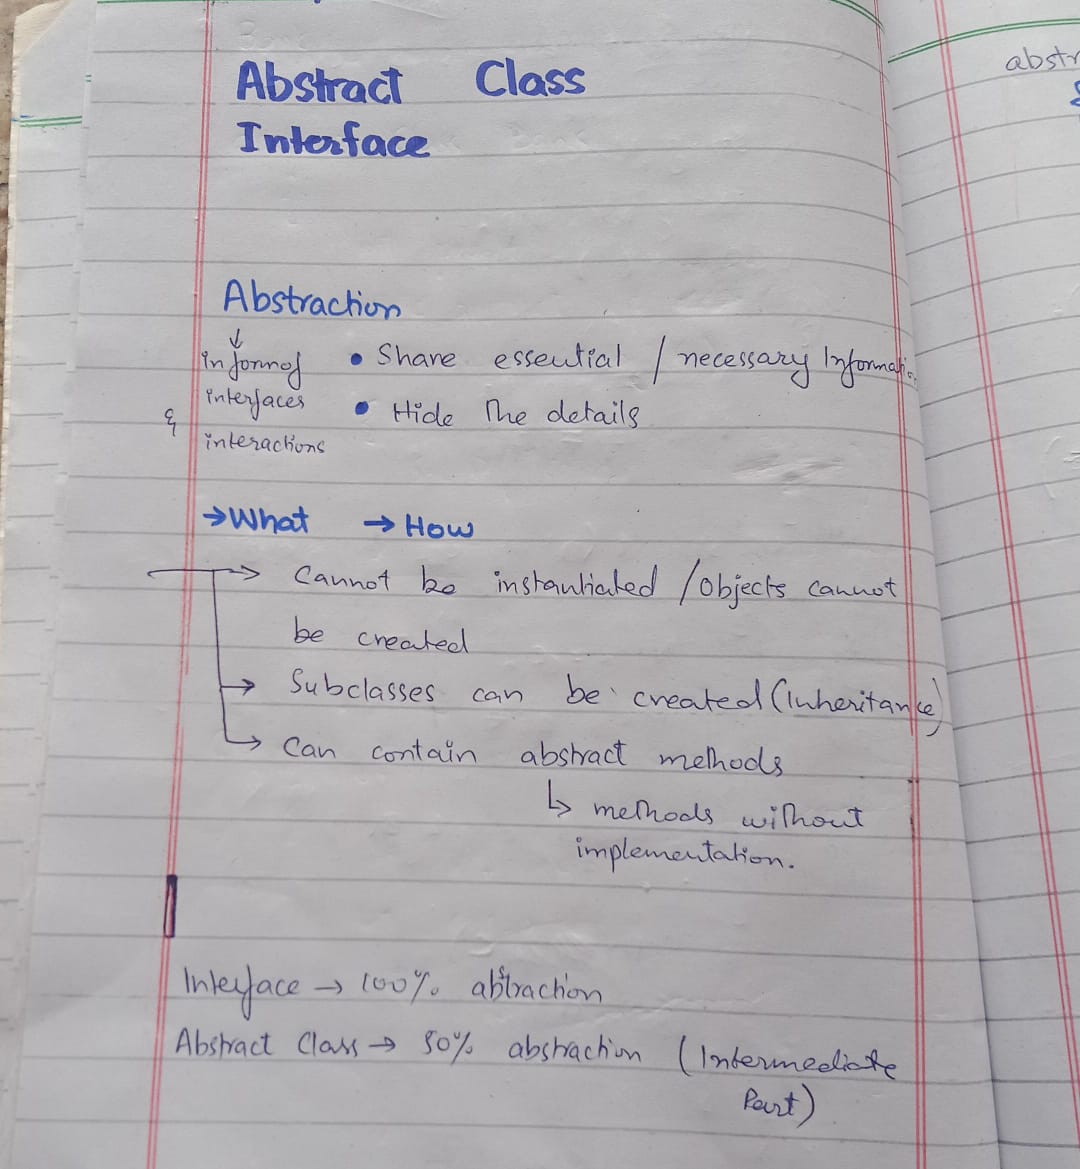 Abstract Class
Interface
Abstraction
↓
in form of
interfaces
& interactions
• Share essential / necessary Information
• Hide The details
→ What → How
→ Cannot be instantiated / objects cannot
be created
→ Subclasses can be created (Inheritance)
→ Can contain abstract methods
↳ methods without
implementation.
Interface → 100% abstraction
Abstract Class → 50% abstraction (Intermediate
Part)
abstr